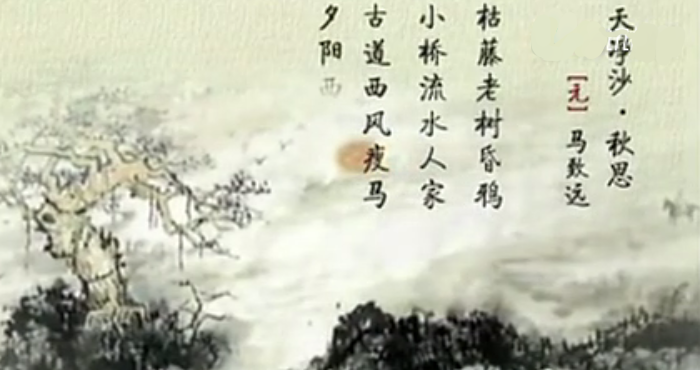 天净沙·秋思
[元] 马致远
枯藤老树昏鸦
小桥流水人家
古道西风瘦马
夕阳西